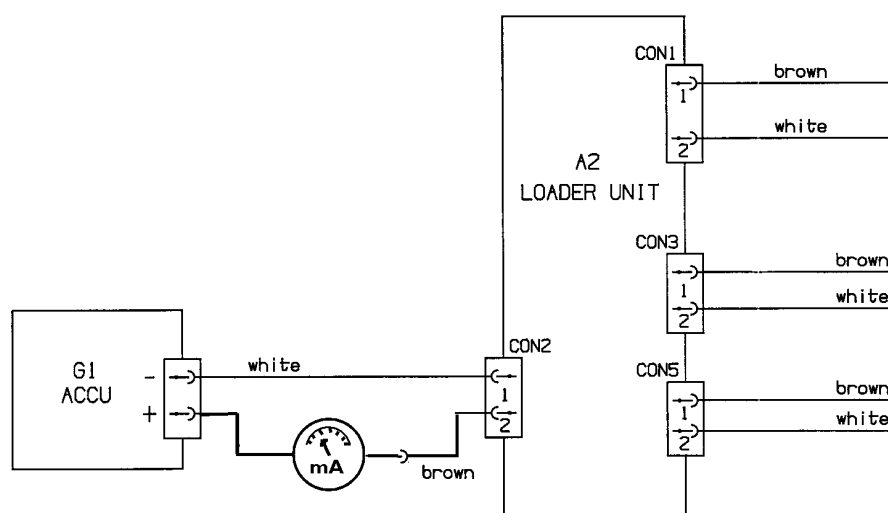 CON1
brown
1
white
2
A2
LOADER UNIT
CON3
brown
1
white
2
CON2
G1
ACCU
-
+
white
1
2
mA
brown
CON5
brown
1
white
2